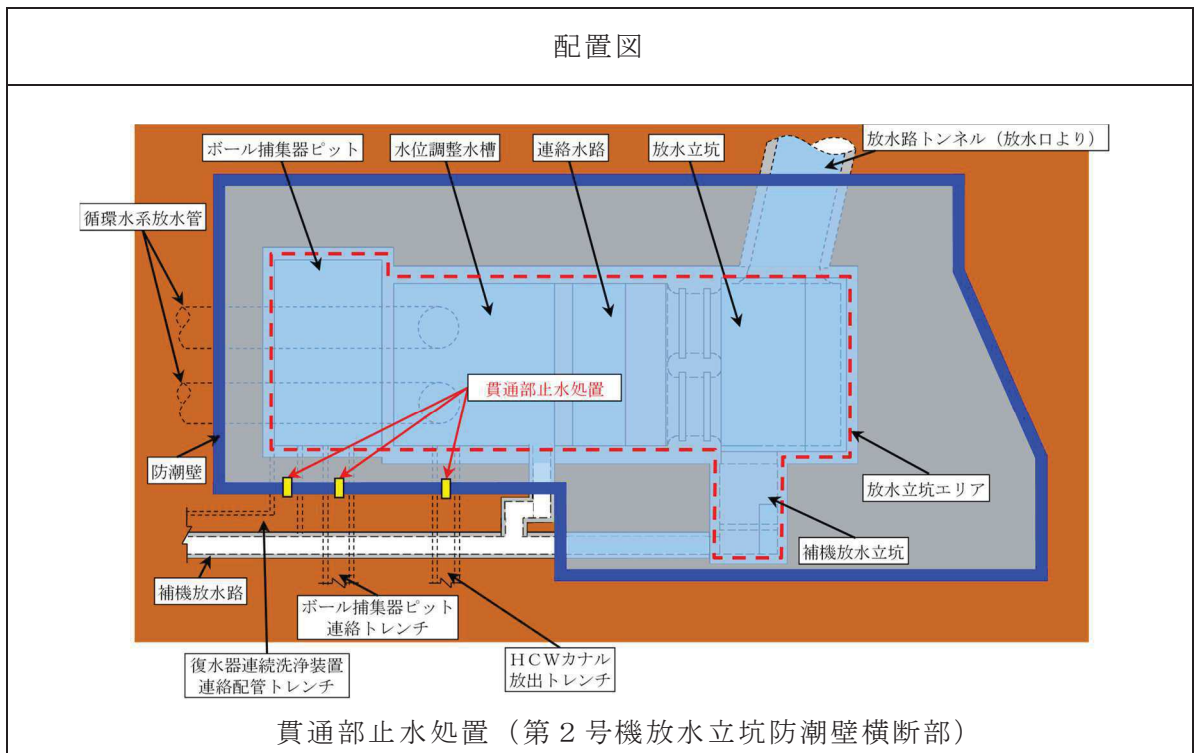 配置図
ボール捕集器ピット
水位調整水槽
連絡水路
放水立坑
放水路トンネル（放水口より）
循環水系放水管
貫通部止水処置
防潮壁
放水立坑エリア
補機放水立坑
補機放水路
ボール捕集器ピット
連絡トレンチ
復水器連続洗浄装置
連絡配管トレンチ
ＨＣＷカナル
放出トレンチ
貫通部止水処置（第２号機放水立坑防潮壁横断部）